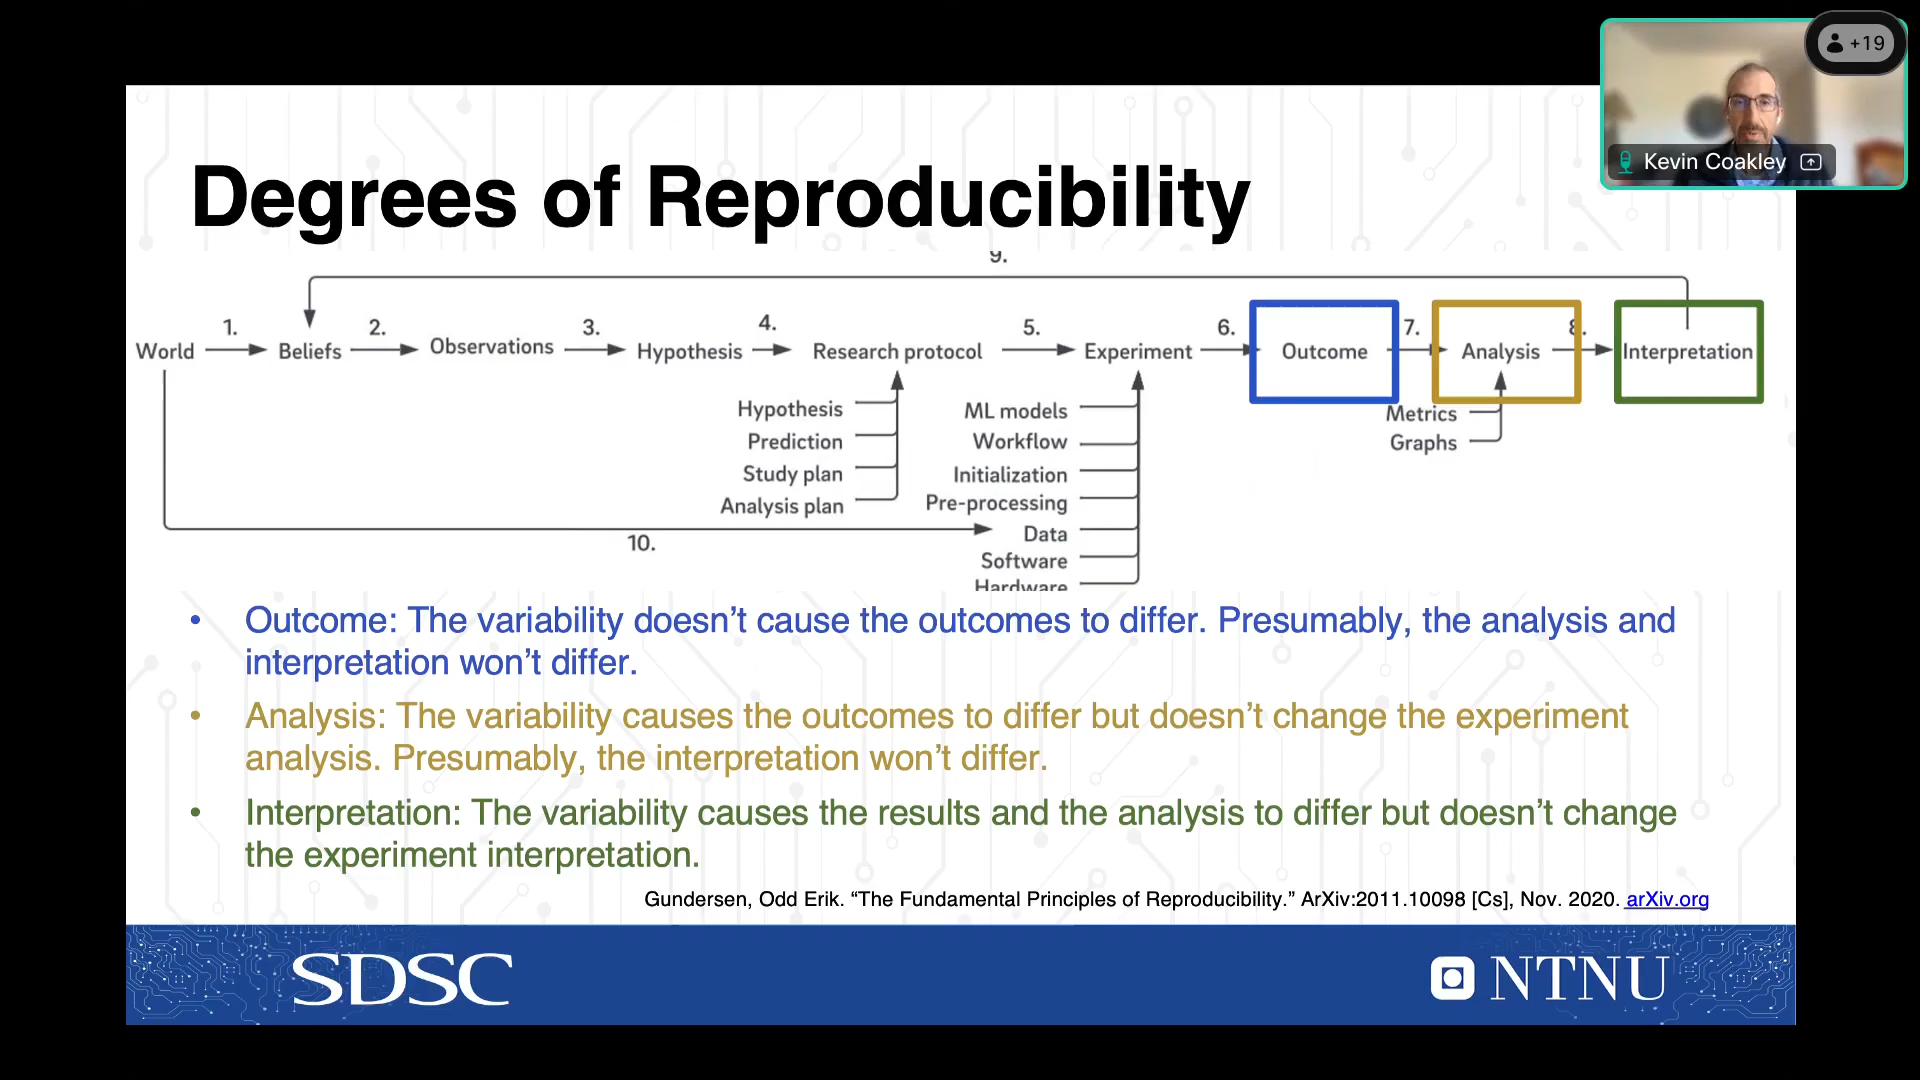 +19
Kevin Coakley
Degrees of Reproducibility
9.
1.
2.
3.
4.
5.
6.
7.
8.
World
Beliefs
Observations
Hypothesis
Research protocol
Experiment
Outcome
Analysis
Interpretation
Hypothesis
Prediction
Study plan
Analysis plan
ML models
Workflow
Initialization
Pre-processing
Data
Software
Hardware
Metrics
Graphs
10.
• Outcome: The variability doesn’t cause the outcomes to differ. Presumably, the analysis and
interpretation won’t differ.
• Analysis: The variability causes the outcomes to differ but doesn’t change the experiment
analysis. Presumably, the interpretation won’t differ.
• Interpretation: The variability causes the results and the analysis to differ but doesn’t change
the experiment interpretation.
Gundersen, Odd Erik. “The Fundamental Principles of Reproducibility.” ArXiv:2011.10098 [Cs], Nov. 2020. arXiv.org
SDSC
NTNU